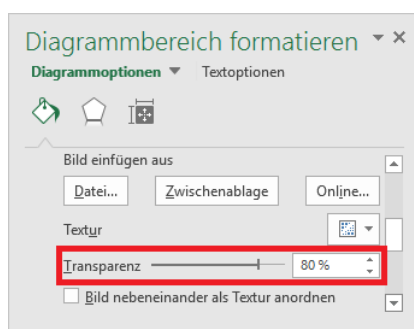 Diagrammbereich formatieren
Diagrammoptionen Textoptionen
Bild einfügen aus
Datei... Zwischenablage Online...
Textur
Transparenz 80 %
Bild nebeneinander als Textur anordnen